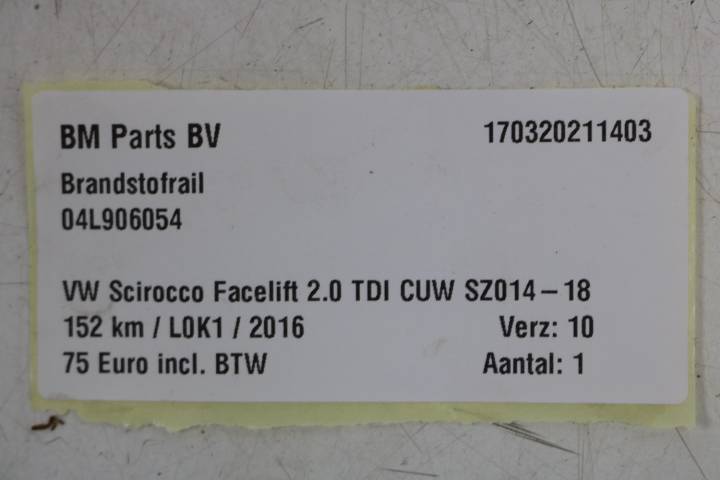 BM Parts BV 170320211403
Brandstofrail
04L906054
VW Scirocco Facelift 2.0 TDI CUW SZ014-18
152 km / L0K1 / 2016 Verz: 10
75 Euro incl. BTW Aantal: 1